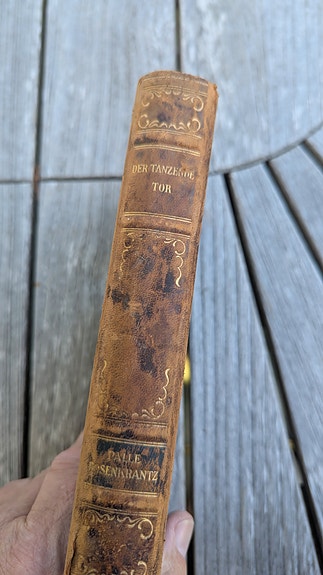 DER TANZENDE
TOR
PALLE
ROSENKRANTZ